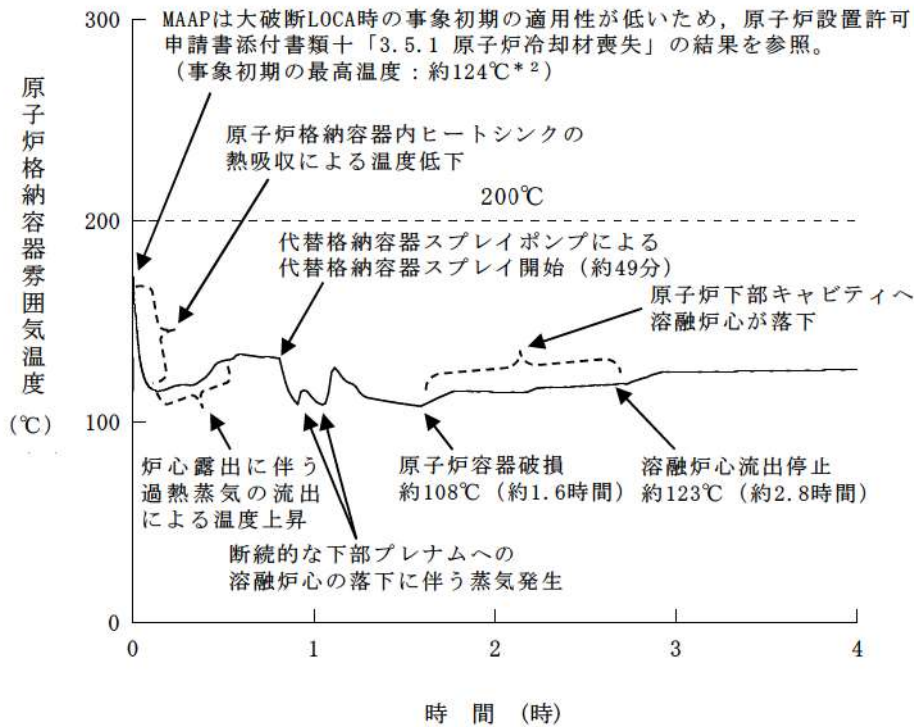 300
MAAPは大破断LOCA時の事象初期の適用性が低いため，原子炉設置許可
申請書添付書類十「3.5.1 原子炉冷却材喪失」の結果を参照。
（事象初期の最高温度：約124℃*2）
原子炉格納容器内ヒートシンクの
熱吸収による温度低下
200℃
200
代替格納容器スプレイポンプによる
代替格納容器スプレイ開始（約49分）
原子炉下部キャビティへ
溶融炉心が落下
原子炉格納容器雰囲気温度
（℃）
100
炉心露出に伴う
過熱蒸気の流出
による温度上昇
原子炉容器破損
約108℃（約1.6時間）
溶融炉心流出停止
約123℃（約2.8時間）
断続的な下部プレナムへの
溶融炉心の落下に伴う蒸気発生
0
0 1 2 3 4
時 間 (時)